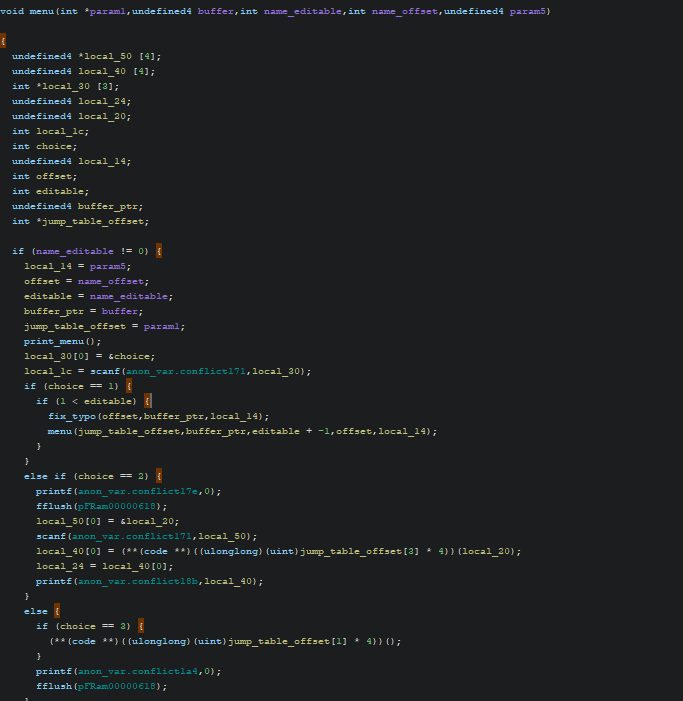 void menu(int *param1,undefined4 buffer,int name_editable,int name_offset,undefined4 param5)
{
undefined4 *local_50 [4];
undefined4 local_40 [4];
int *local_30 [3];
undefined4 local_24;
undefined4 local_20;
int local_1c;
int choice;
undefined4 local_14;
int offset;
int editable;
undefined4 buffer_ptr;
int *jump_table_offset;
if (name_editable != 0) {
local_14 = param5;
offset = name_offset;
editable = name_editable;
buffer_ptr = buffer;
jump_table_offset = param1;
print_menu();
local_30[0] = &choice;
local_1c = scanf(anon_var.conflict171,local_30);
if (choice == 1) {
if (1 < editable) {
fix_typo(offset,buffer_ptr,local_14);
menu(jump_table_offset,buffer_ptr,editable + -1,offset,local_14);
}
}
else if (choice == 2) {
printf(anon_var.conflict17e,0);
fflush(pFRam00000618);
local_50[0] = &local_20;
scanf(anon_var.conflict171,local_50);
local_40[0] = (**(code **)((ulonglong)(uint)jump_table_offset[3] * 4))(local_20);
local_24 = local_40[0];
printf(anon_var.conflict18b,local_40);
}
else {
if (choice == 3) {
(**(code **)((ulonglong)(uint)jump_table_offset[1] * 4))();
}
printf(anon_var.conflict1a4,0);
fflush(pFRam00000618);